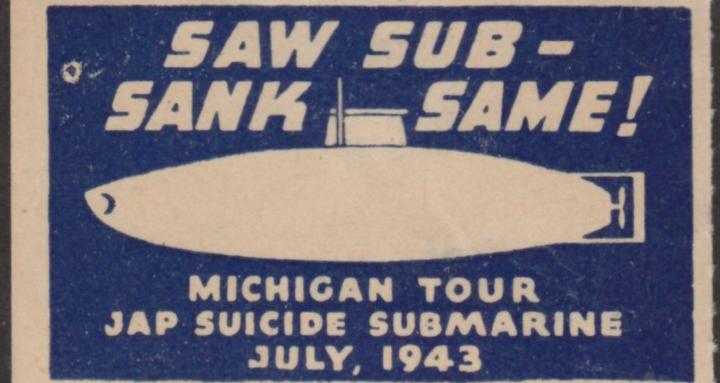 SAW SUB -
SANK SAME!
MICHIGAN TOUR
JAP SUICIDE SUBMARINE
JULY, 1943